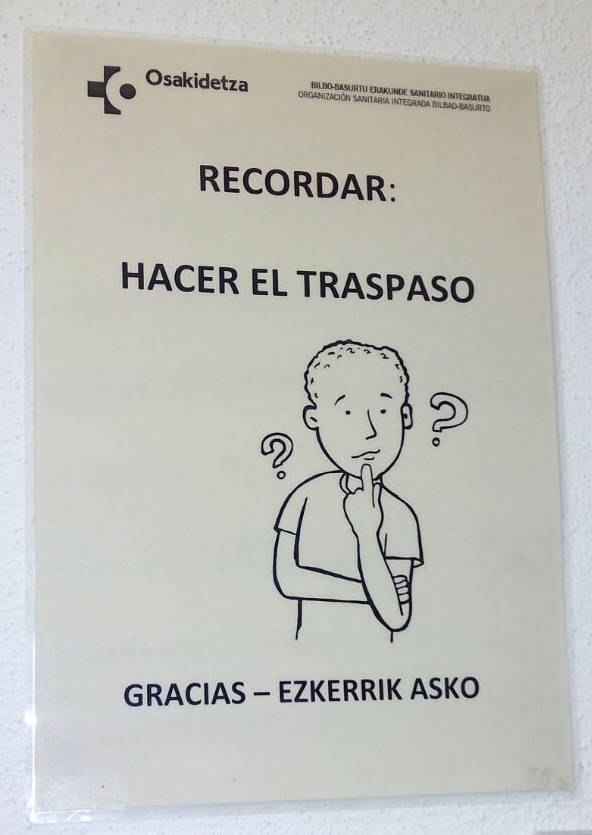 Osakidetza
BILBO-BASURTU ERAKUNDE SANITARIO INTEGRATUA
ORGANIZACIÓN SANITARIA INTEGRADA BILBAO-BASURTO
RECORDAR:
HACER EL TRASPASO
?
?
GRACIAS – EZKERRIK ASKO